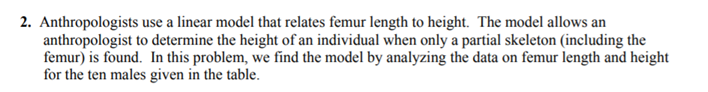 2. Anthropologists use a linear model that relates femur length to height. The model allows an
anthropologist to determine the height of an individual when only a partial skeleton (including the
femur) is found. In this problem, we find the model by analyzing the data on femur length and height
for the ten males given in the table.